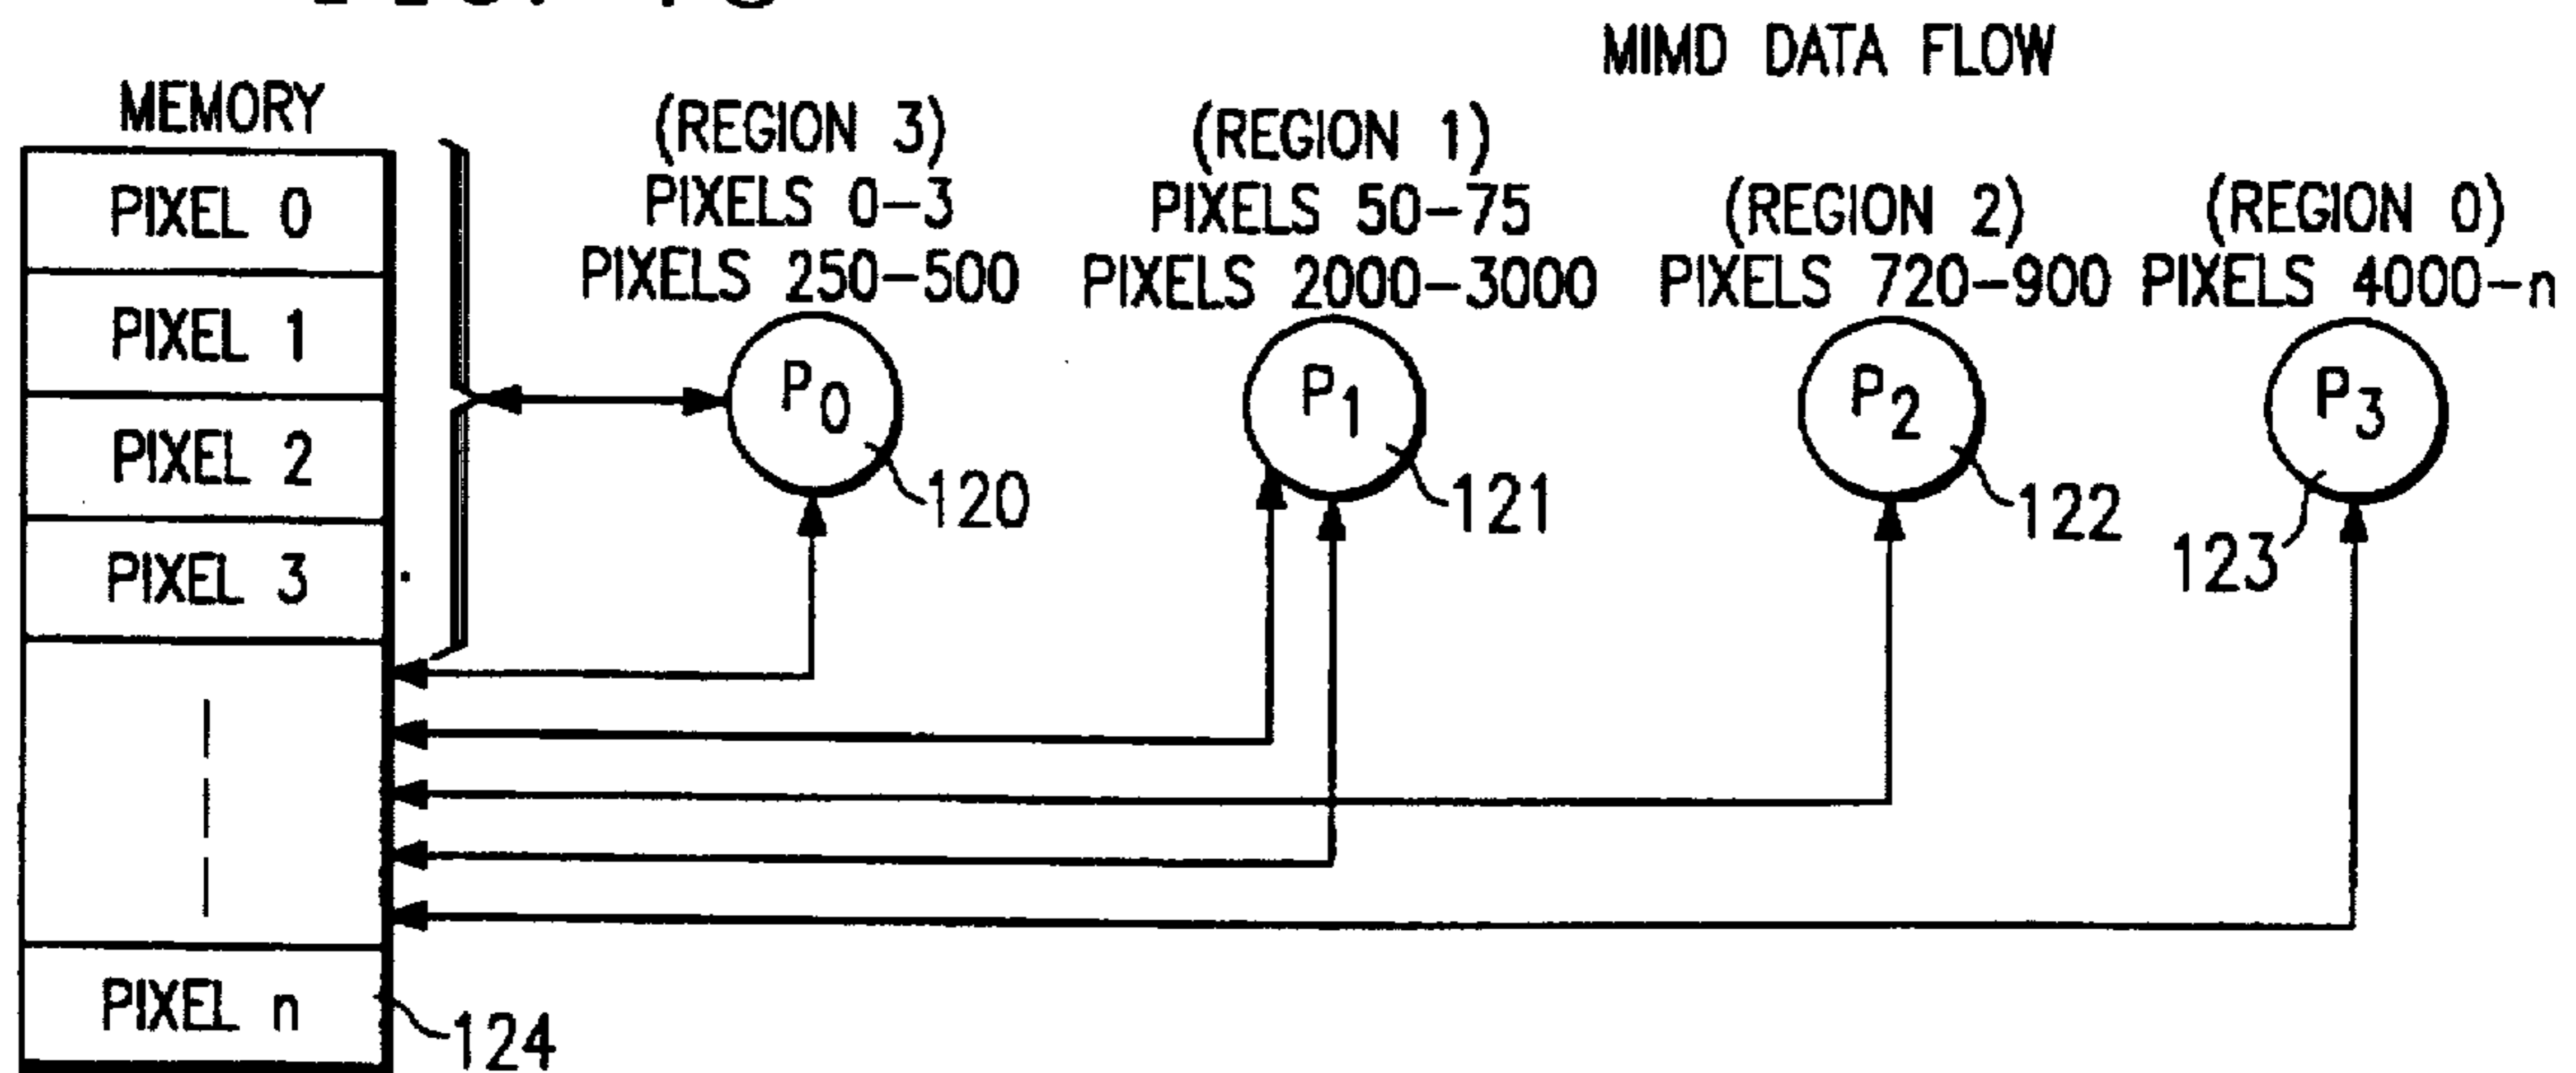 MIMD DATA FLOW
MEMORY
PIXEL 0
PIXEL 1
PIXEL 2
PIXEL 3
PIXEL n
124
(REGION 3)
PIXELS 0-3
PIXELS 250-500
P0
120
(REGION 1)
PIXELS 50-75
PIXELS 2000-3000
P1
121
(REGION 2)
PIXELS 720-900
P2
122
(REGION 0)
PIXELS 4000-n
P3
123